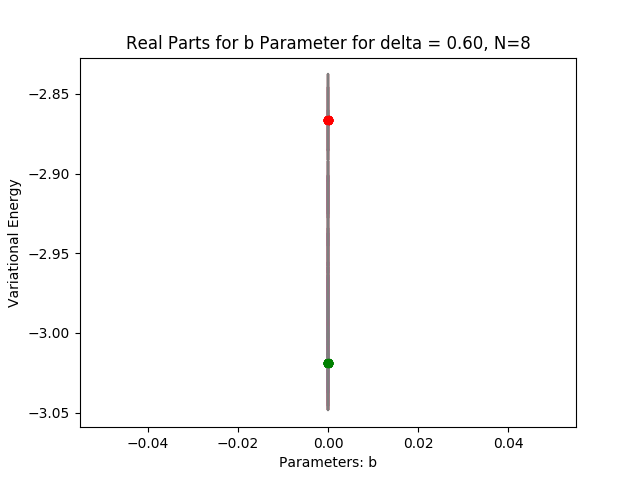 Real Parts for b Parameter for delta = 0.60, N=8
Variational Energy
−2.85
−2.90
−2.95
−3.00
−3.05
−0.04 −0.02 0.00 0.02 0.04
Parameters: b